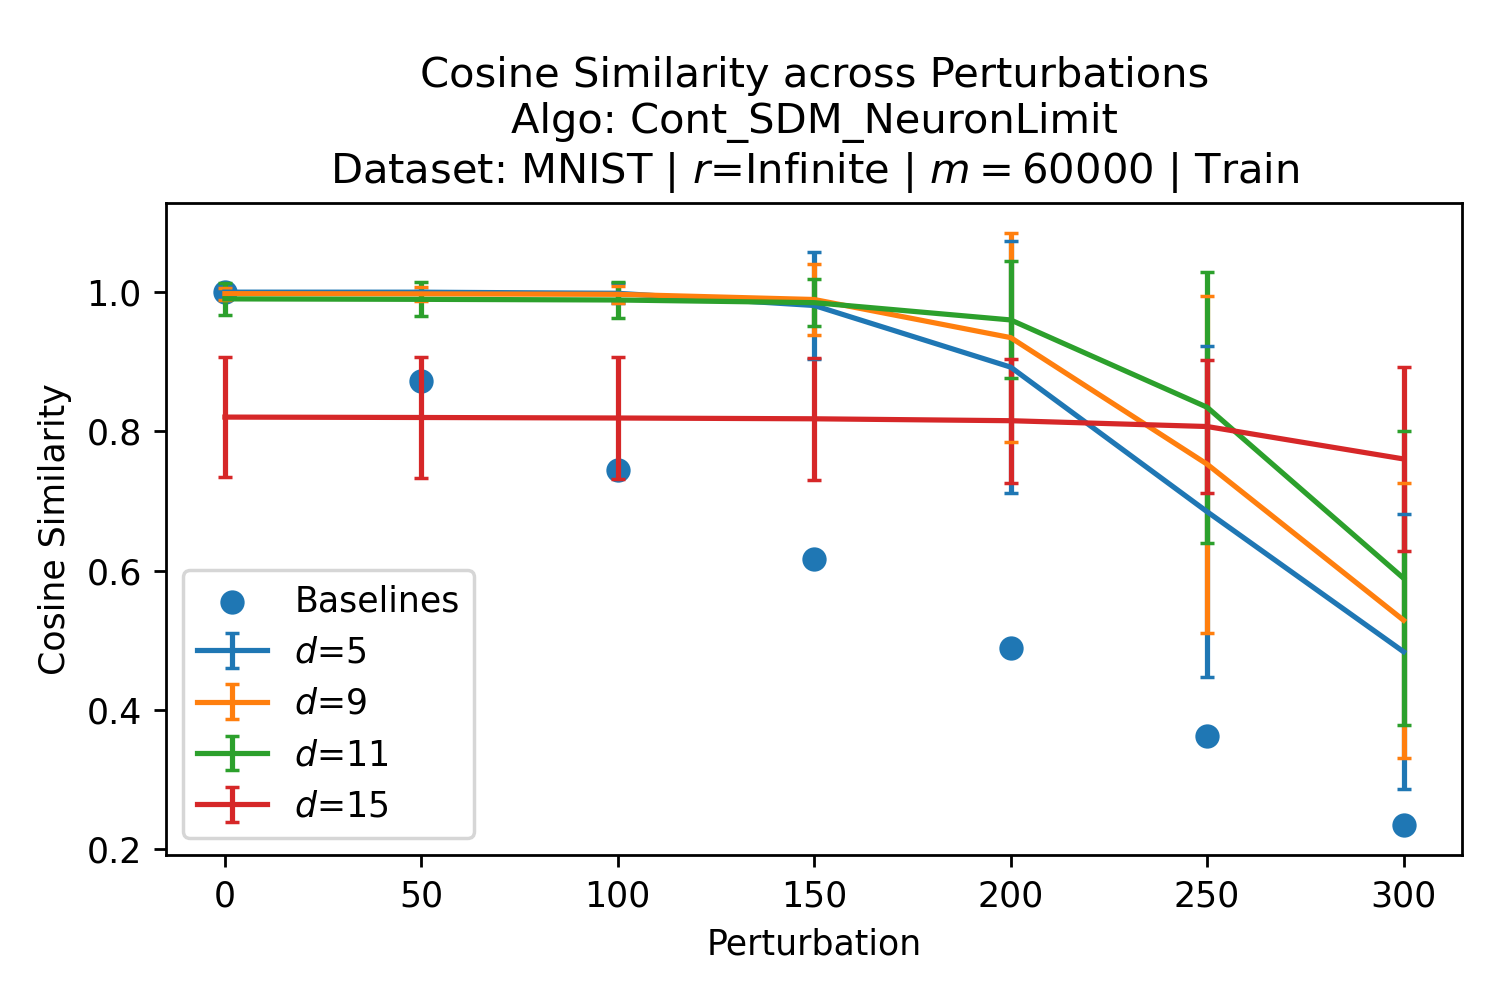 Cosine Similarity across Perturbations
Algo: Cont_SDM_NeuronLimit
Dataset: MNIST | r=Infinite | m = 60000 | Train
Cosine Similarity
1.0
0.8
0.6
0.4
0.2
Baselines
d=5
d=9
d=11
d=15
0 50 100 150 200 250 300
Perturbation